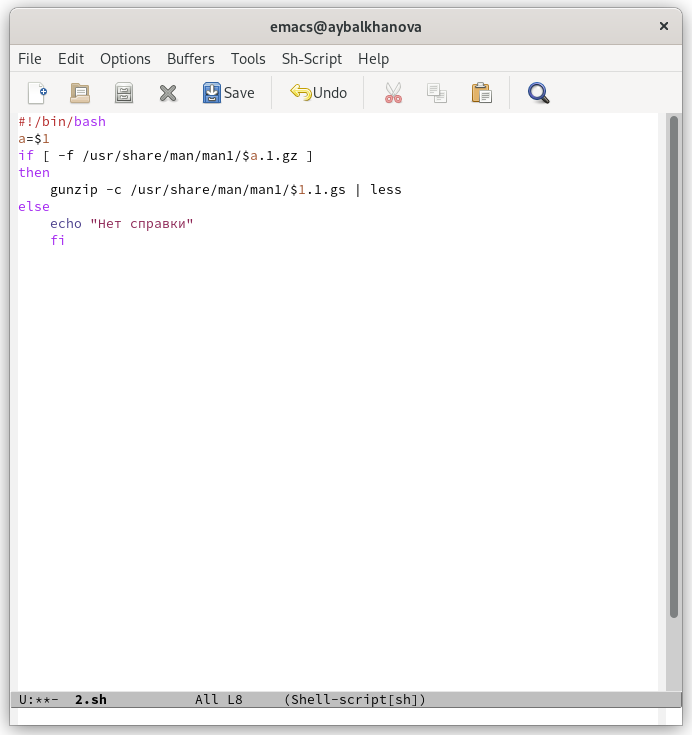 emacs@aybalkhanova ×
File Edit Options Buffers Tools Sh-Script Help
Save Undo
#!/bin/bash
a=$1
if [ -f /usr/share/man/man1/$a.1.gz ]
then
    gunzip -c /usr/share/man/man1/$1.1.gs | less
else
    echo "Нет справки"
    fi
U:**-  2.sh           All L8     (Shell-script[sh])